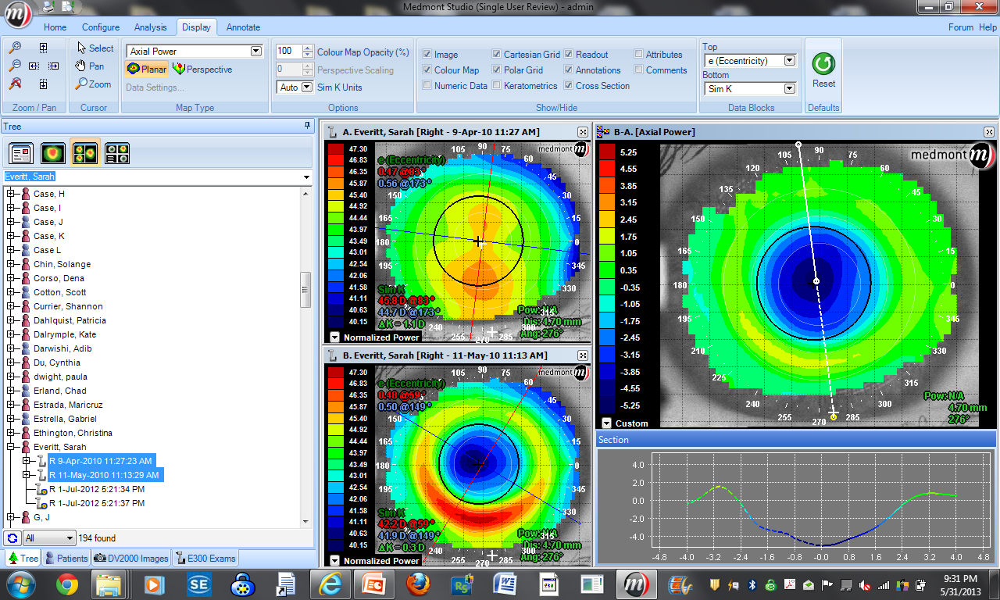 Medmont Studio (Single User Review) - admin
Home Configure Analysis Display Annotate Forum Help
Select
Pan
Zoom
Zoom / Pan
Cursor
Axial Power
Planar Perspective
Data Settings...
Map Type
100 Colour Map Opacity (%)
0 Perspective Scaling
Auto Sim K Units
Options
Image Cartesian Grid Readout Attributes
Colour Map Polar Grid Annotations Comments
Numeric Data Keratometrics Cross Section
Show/Hide
Top
e (Eccentricity)
Bottom
Sim K
Data Blocks
Reset
Defaults
Tree
Everitt, Sarah
Case, H
Case, I
Case, J
Case, K
Case L
Chin, Solange
Corso, Dena
Cotton, Scott
Currier, Shannon
Dahlquist, Patricia
Dalrymple, Kate
Darwishi, Adib
Du, Cynthia
dwight, paula
Erland, Chad
Estrada, Maricruz
Estrella, Gabriel
Ethington, Christina
Everitt, Sarah
R 9-Apr-2010 11:27:23 AM
R 11-May-2010 11:13:29 AM
R 1-Jul-2012 5:21:34 PM
R 1-Jul-2012 5:21:37 PM
G, J
All 194 found
Tree Patients DV2000 Images E300 Exams
A. Everitt, Sarah [Right - 9-Apr-10 11:27 AM]
47.30
46.83
46.35
45.87
45.40
44.92
44.44
43.97
43.49
43.01
42.54
42.06
41.58
41.11
40.63
40.15
medmont
e (Eccentricity)
0.47 @83°
0.56 @173°
105 90 75
60
45
30
15
0
345
330
315
150
165
180
195
240
255
270
285
300
Sim K
45.8 D @83°
44.7 D @173°
ΔK = 1.1 D
Pow: N/A
Dis: 4.70 mm
Ang: 276°
Normalized Power
B. Everitt, Sarah [Right - 11-May-10 11:13 AM]
47.30
46.83
46.35
45.87
45.40
44.92
44.44
43.97
43.49
43.01
42.54
42.06
41.58
41.11
40.63
40.15
medmont
e (Eccentricity)
0.48 @59°
0.50 @149°
105 90 75
60
45
30
15
0
345
330
315
150
165
180
195
240
255
270
285
300
Sim K
42.2 D @59°
41.9 D @149°
ΔK = 0.3 D
Pow: N/A
Dis: 4.70 mm
Ang: 276°
Normalized Power
B-A. [Axial Power]
5.25
4.55
3.85
3.15
2.45
1.75
1.05
0.35
-0.35
-1.05
-1.75
-2.45
-3.15
-3.85
-4.55
-5.25
medmont
135
120
105
90
75
60
45
30
15
0
345
330
315
300
285
270
255
240
225
210
195
180
165
150
Pow: N/A
4.70 mm
276°
Custom
Section
4.0
2.0
0.0
-2.0
-4.0
-4.8 -4.0 -3.2 -2.4 -1.6 -0.8 0.0 0.8 1.6 2.4 3.2 4.0 4.8
SE
9:31 PM
5/31/2013